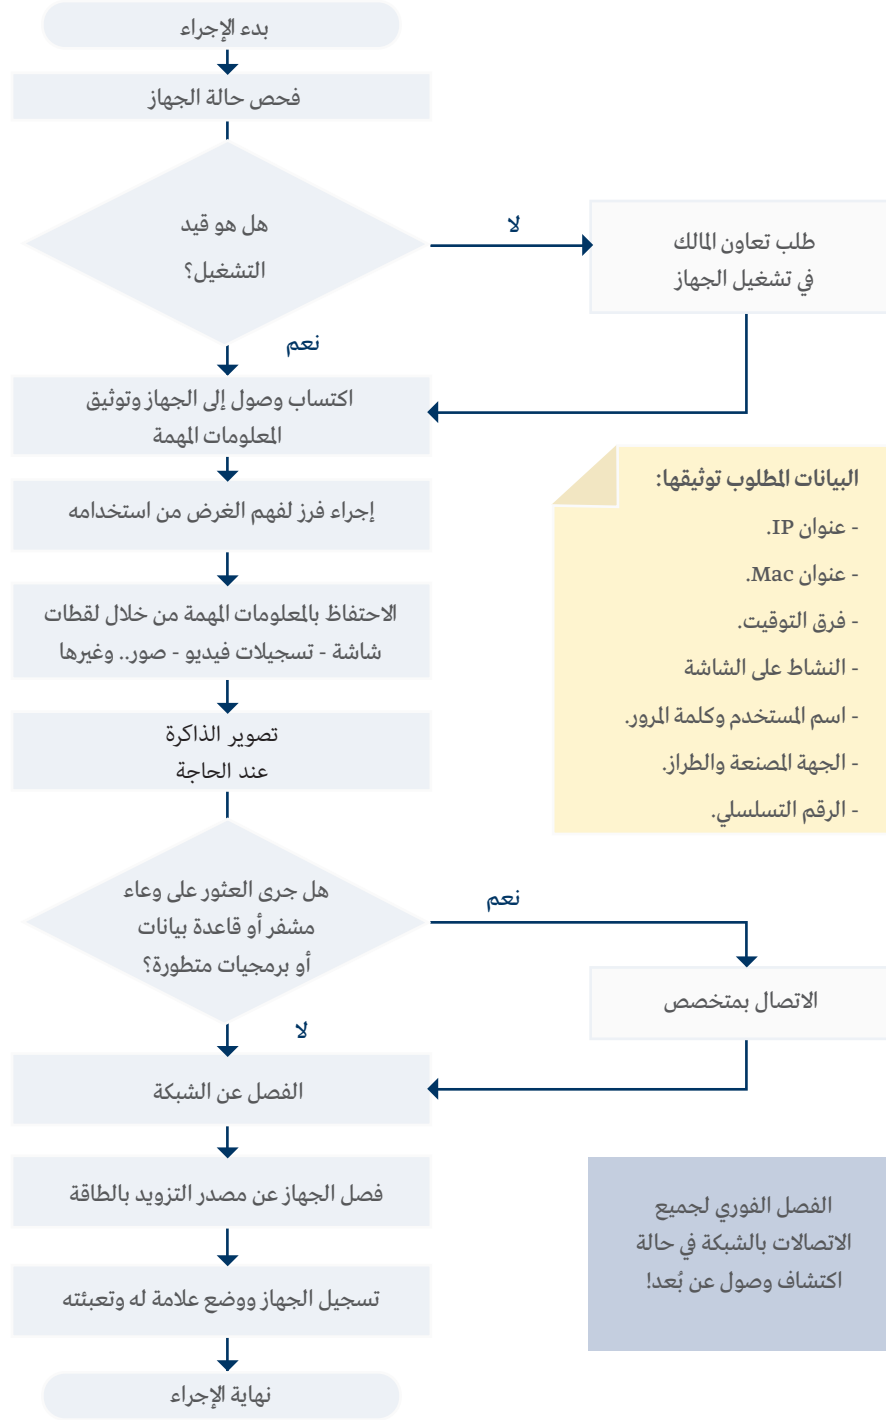 بدء الإجراء
فحص حالة الجهاز
هل هو قيد
التشغيل؟
لا
طلب تعاون المالك
في تشغيل الجهاز
نعم
اكتساب وصول إلى الجهاز وتوثيق
المعلومات المهمة
إجراء فرز لفهم الغرض من استخدامه
الاحتفاظ بالمعلومات المهمة من خلال لقطات
شاشة - تسجيلات فيديو - صور.. وغيرها
تصوير الذاكرة
عند الحاجة
البيانات المطلوب توثيقها:
- عنوان IP.
- عنوان Mac.
- فرق التوقيت.
- النشاط على الشاشة
- اسم المستخدم وكلمة المرور.
- الجهة المصنعة والطراز.
- الرقم التسلسلي.
هل جرى العثور على وعاء
مشفر أو قاعدة بيانات
أو برمجيات متطورة؟
نعم
الاتصال بمتخصص
لا
الفصل عن الشبكة
فصل الجهاز عن مصدر التزويد بالطاقة
تسجيل الجهاز ووضع علامة له وتعبئته
نهاية الإجراء
الفصل الفوري لجميع
الاتصالات بالشبكة في حالة
اكتشاف وصول عن بُعد!